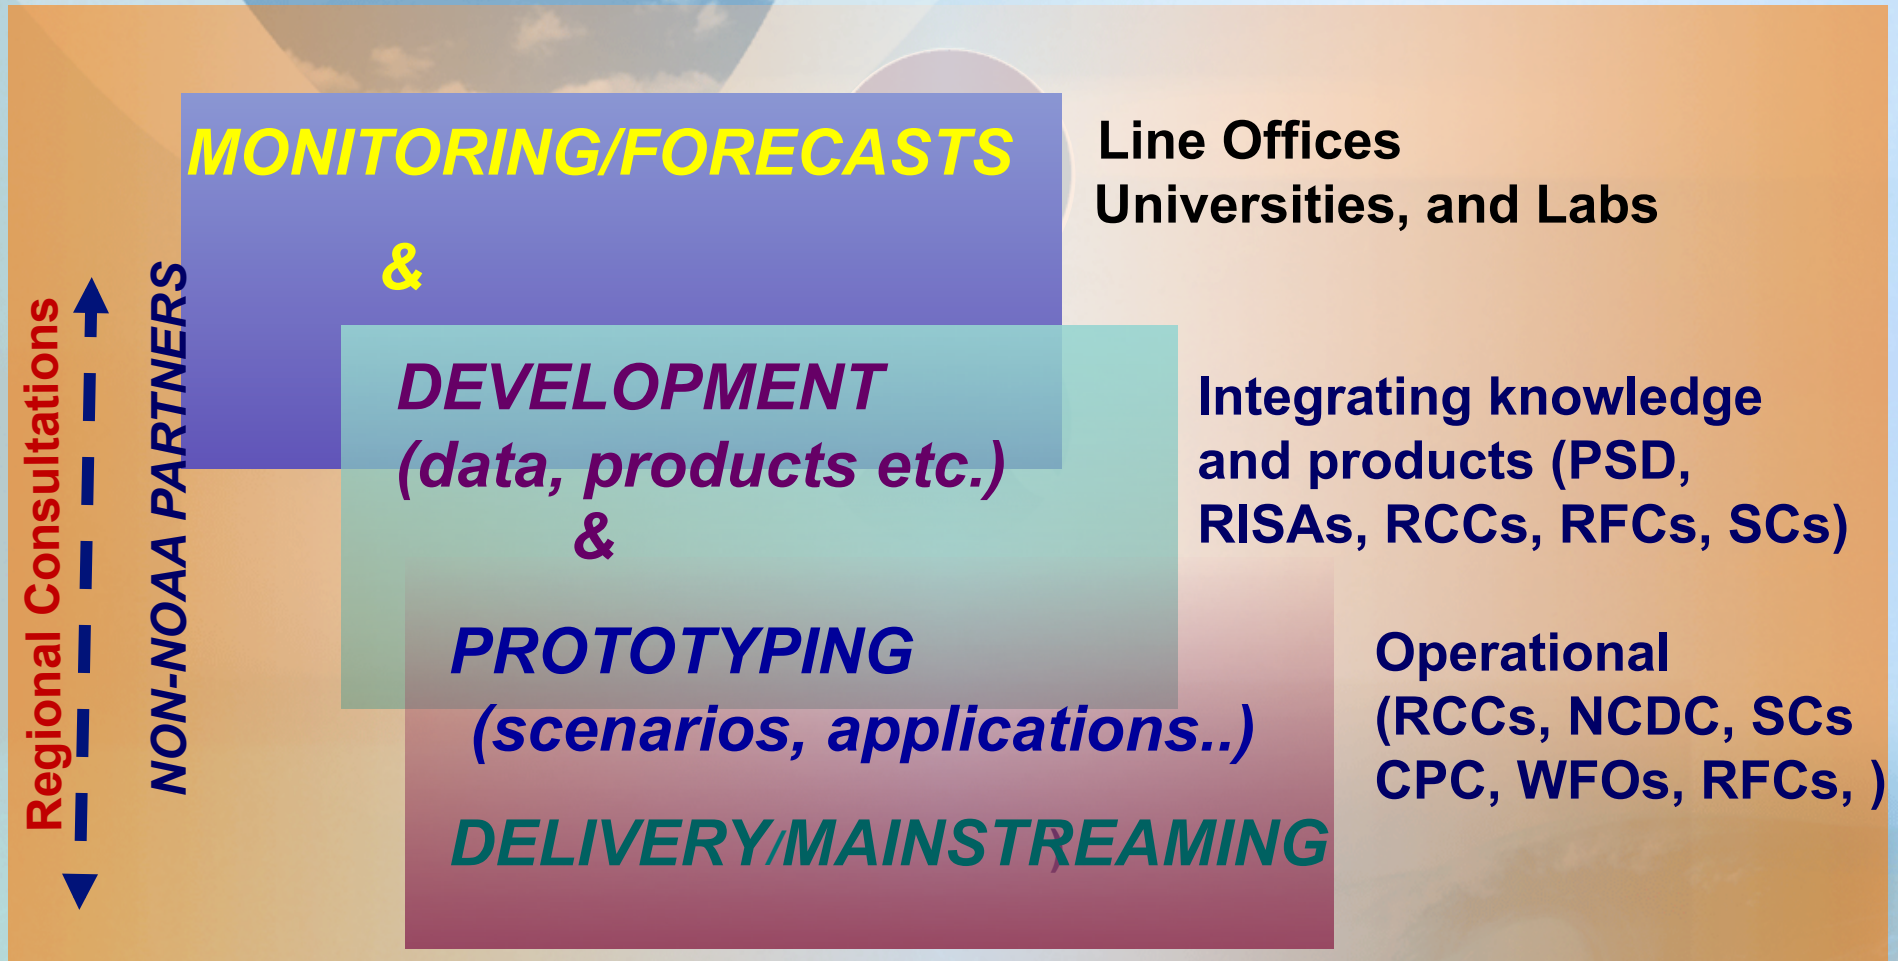 MONITORING/FORECASTS
&
Line Offices
Universities, and Labs
Regional Consultations
NON-NOAA PARTNERS
DEVELOPMENT
(data, products etc.)
&
Integrating knowledge
and products (PSD,
RISAs, RCCs, RFCs, SCs)
PROTOTYPING
(scenarios, applications..)
Operational
(RCCs, NCDC, SCs
CPC, WFOs, RFCs, )
DELIVERY/MAINSTREAMING
)